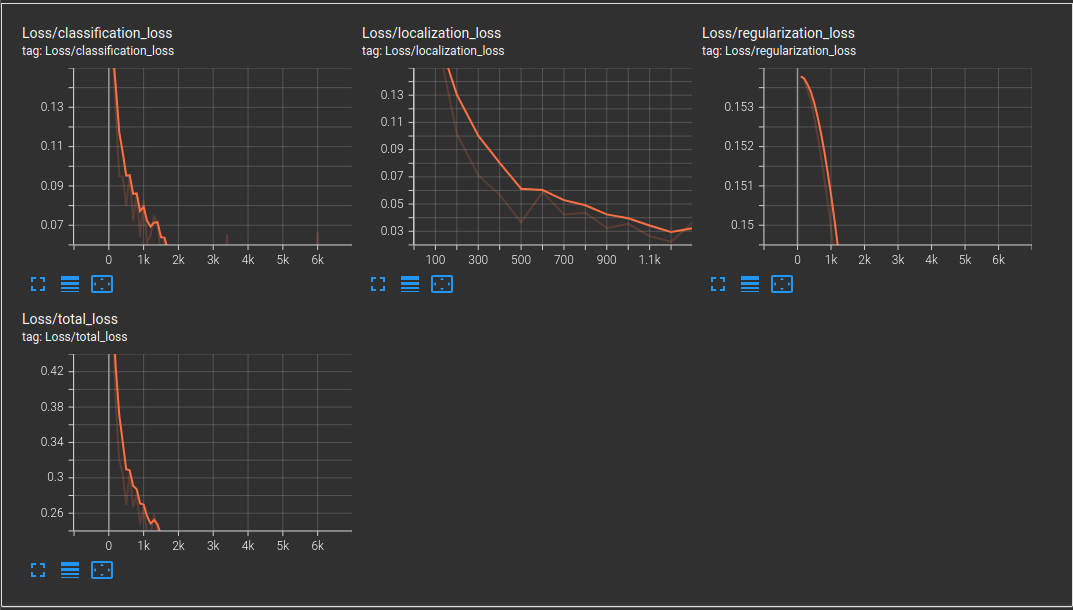 Loss/classification_loss
tag: Loss/classification_loss
0.13
0.11
0.09
0.07
0 1k 2k 3k 4k 5k 6k
Loss/localization_loss
tag: Loss/localization_loss
0.13
0.11
0.09
0.07
0.05
0.03
100 300 500 700 900 1.1k
Loss/regularization_loss
tag: Loss/regularization_loss
0.153
0.152
0.151
0.15
0 1k 2k 3k 4k 5k 6k
Loss/total_loss
tag: Loss/total_loss
0.42
0.38
0.34
0.3
0.26
0 1k 2k 3k 4k 5k 6k